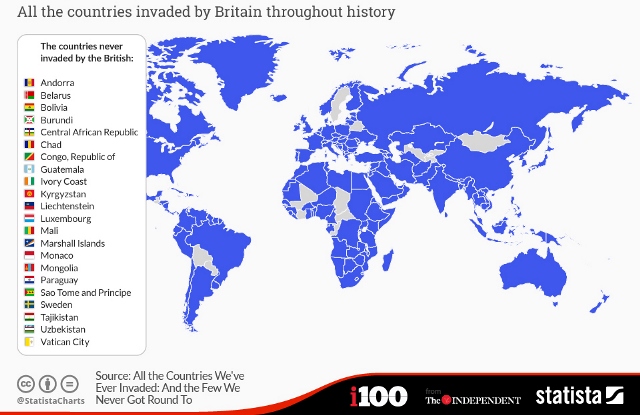 All the countries invaded by Britain throughout history
The countries never
invaded by the British:
Andorra
Belarus
Bolivia
Burundi
Central African Republic
Chad
Congo, Republic of
Guatemala
Ivory Coast
Kyrgyzstan
Liechtenstein
Luxembourg
Mali
Marshall Islands
Monaco
Mongolia
Paraguay
Sao Tome and Principe
Sweden
Tajikistan
Uzbekistan
Vatican City
@StatistaCharts
Source: All the Countries We've
Ever Invaded: And the Few We
Never Got Round To
i100
from
The INDEPENDENT
statista